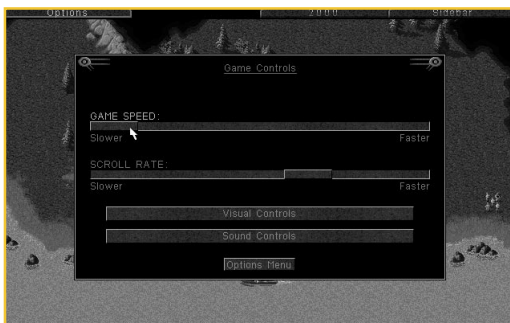 Options 2000 Sidebar
Game Controls
GAME SPEED:
Slower Faster
SCROLL RATE:
Slower Faster
Visual Controls
Sound Controls
Options Menu